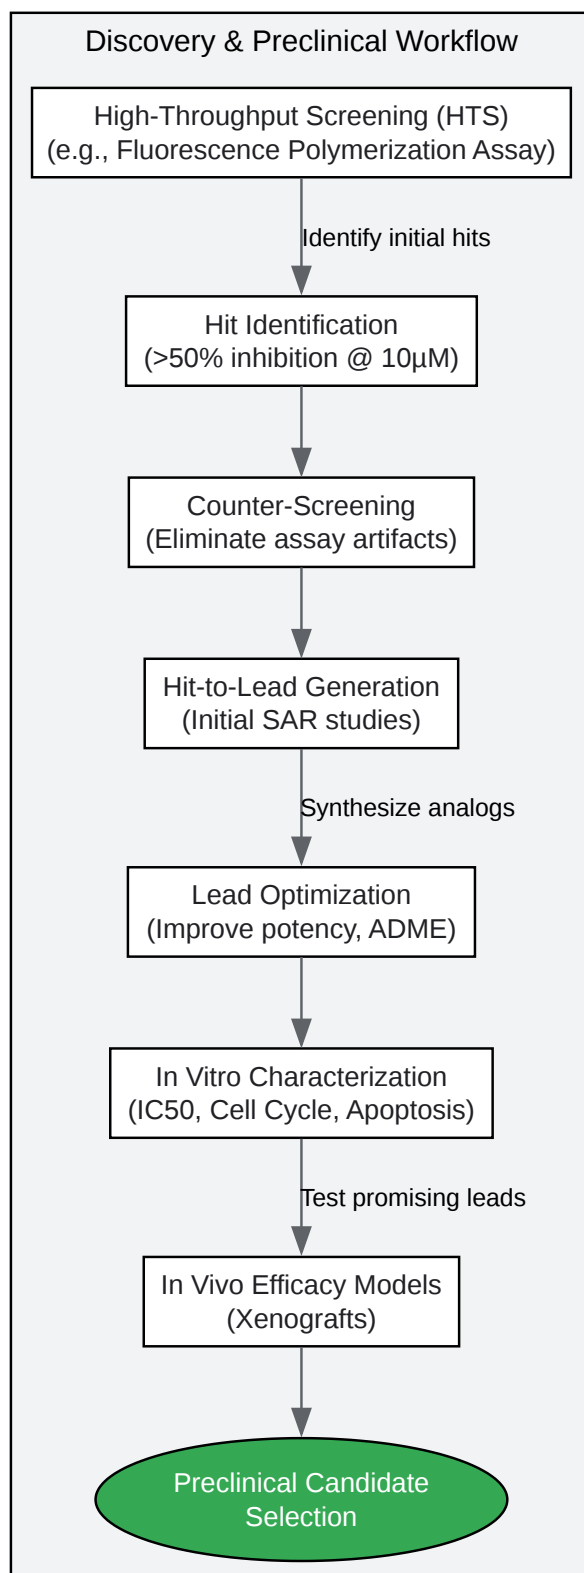 Discovery & Preclinical Workflow
High-Throughput Screening (HTS)
(e.g., Fluorescence Polymerization Assay)
Identify initial hits
Hit Identification
(>50% inhibition @ 10µM)
Counter-Screening
(Eliminate assay artifacts)
Hit-to-Lead Generation
(Initial SAR studies)
Synthesize analogs
Lead Optimization
(Improve potency, ADME)
In Vitro Characterization
(IC50, Cell Cycle, Apoptosis)
Test promising leads
In Vivo Efficacy Models
(Xenografts)
Preclinical Candidate
Selection